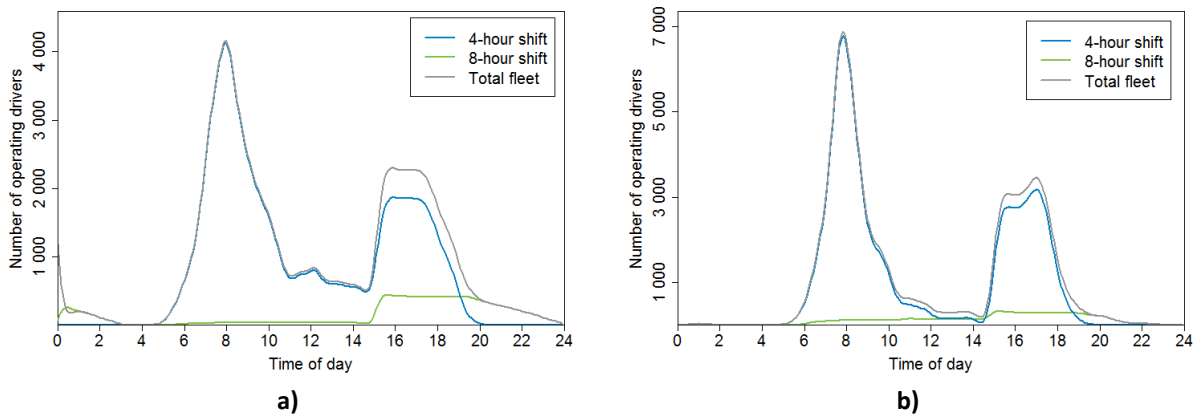 4-hour shift
8-hour shift
Total fleet
Number of operating drivers
4 000
3 000
2 000
1 000
0 2 4 6 8 10 12 14 16 18 20 22 24
Time of day
a)
4-hour shift
8-hour shift
Total fleet
Number of operating drivers
7 000
5 000
3 000
1 000
0 2 4 6 8 10 12 14 16 18 20 22 24
Time of day
b)